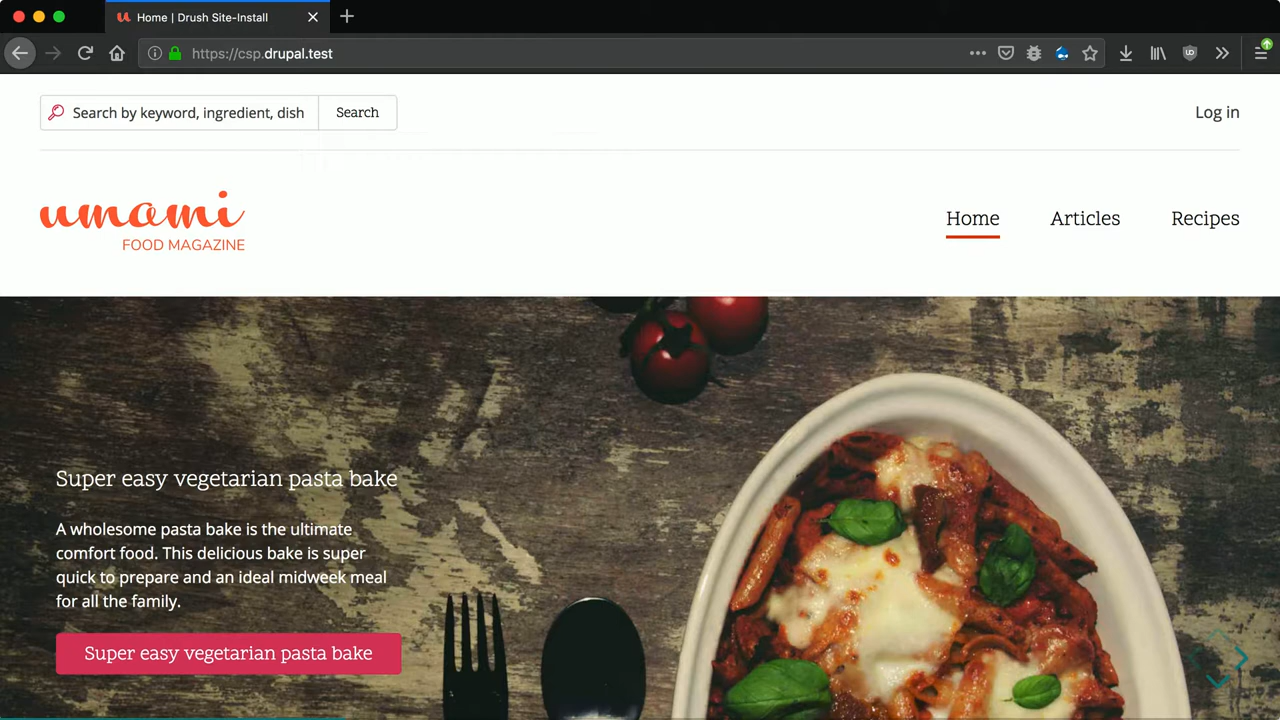 Home | Drush Site-Install
https://csp.drupal.test
Search by keyword, ingredient, dish
Search
Log in
umami
FOOD MAGAZINE
Home
Articles
Recipes
Super easy vegetarian pasta bake
A wholesome pasta bake is the ultimate
comfort food. This delicious bake is super
quick to prepare and an ideal midweek meal
for all the family.
Super easy vegetarian pasta bake